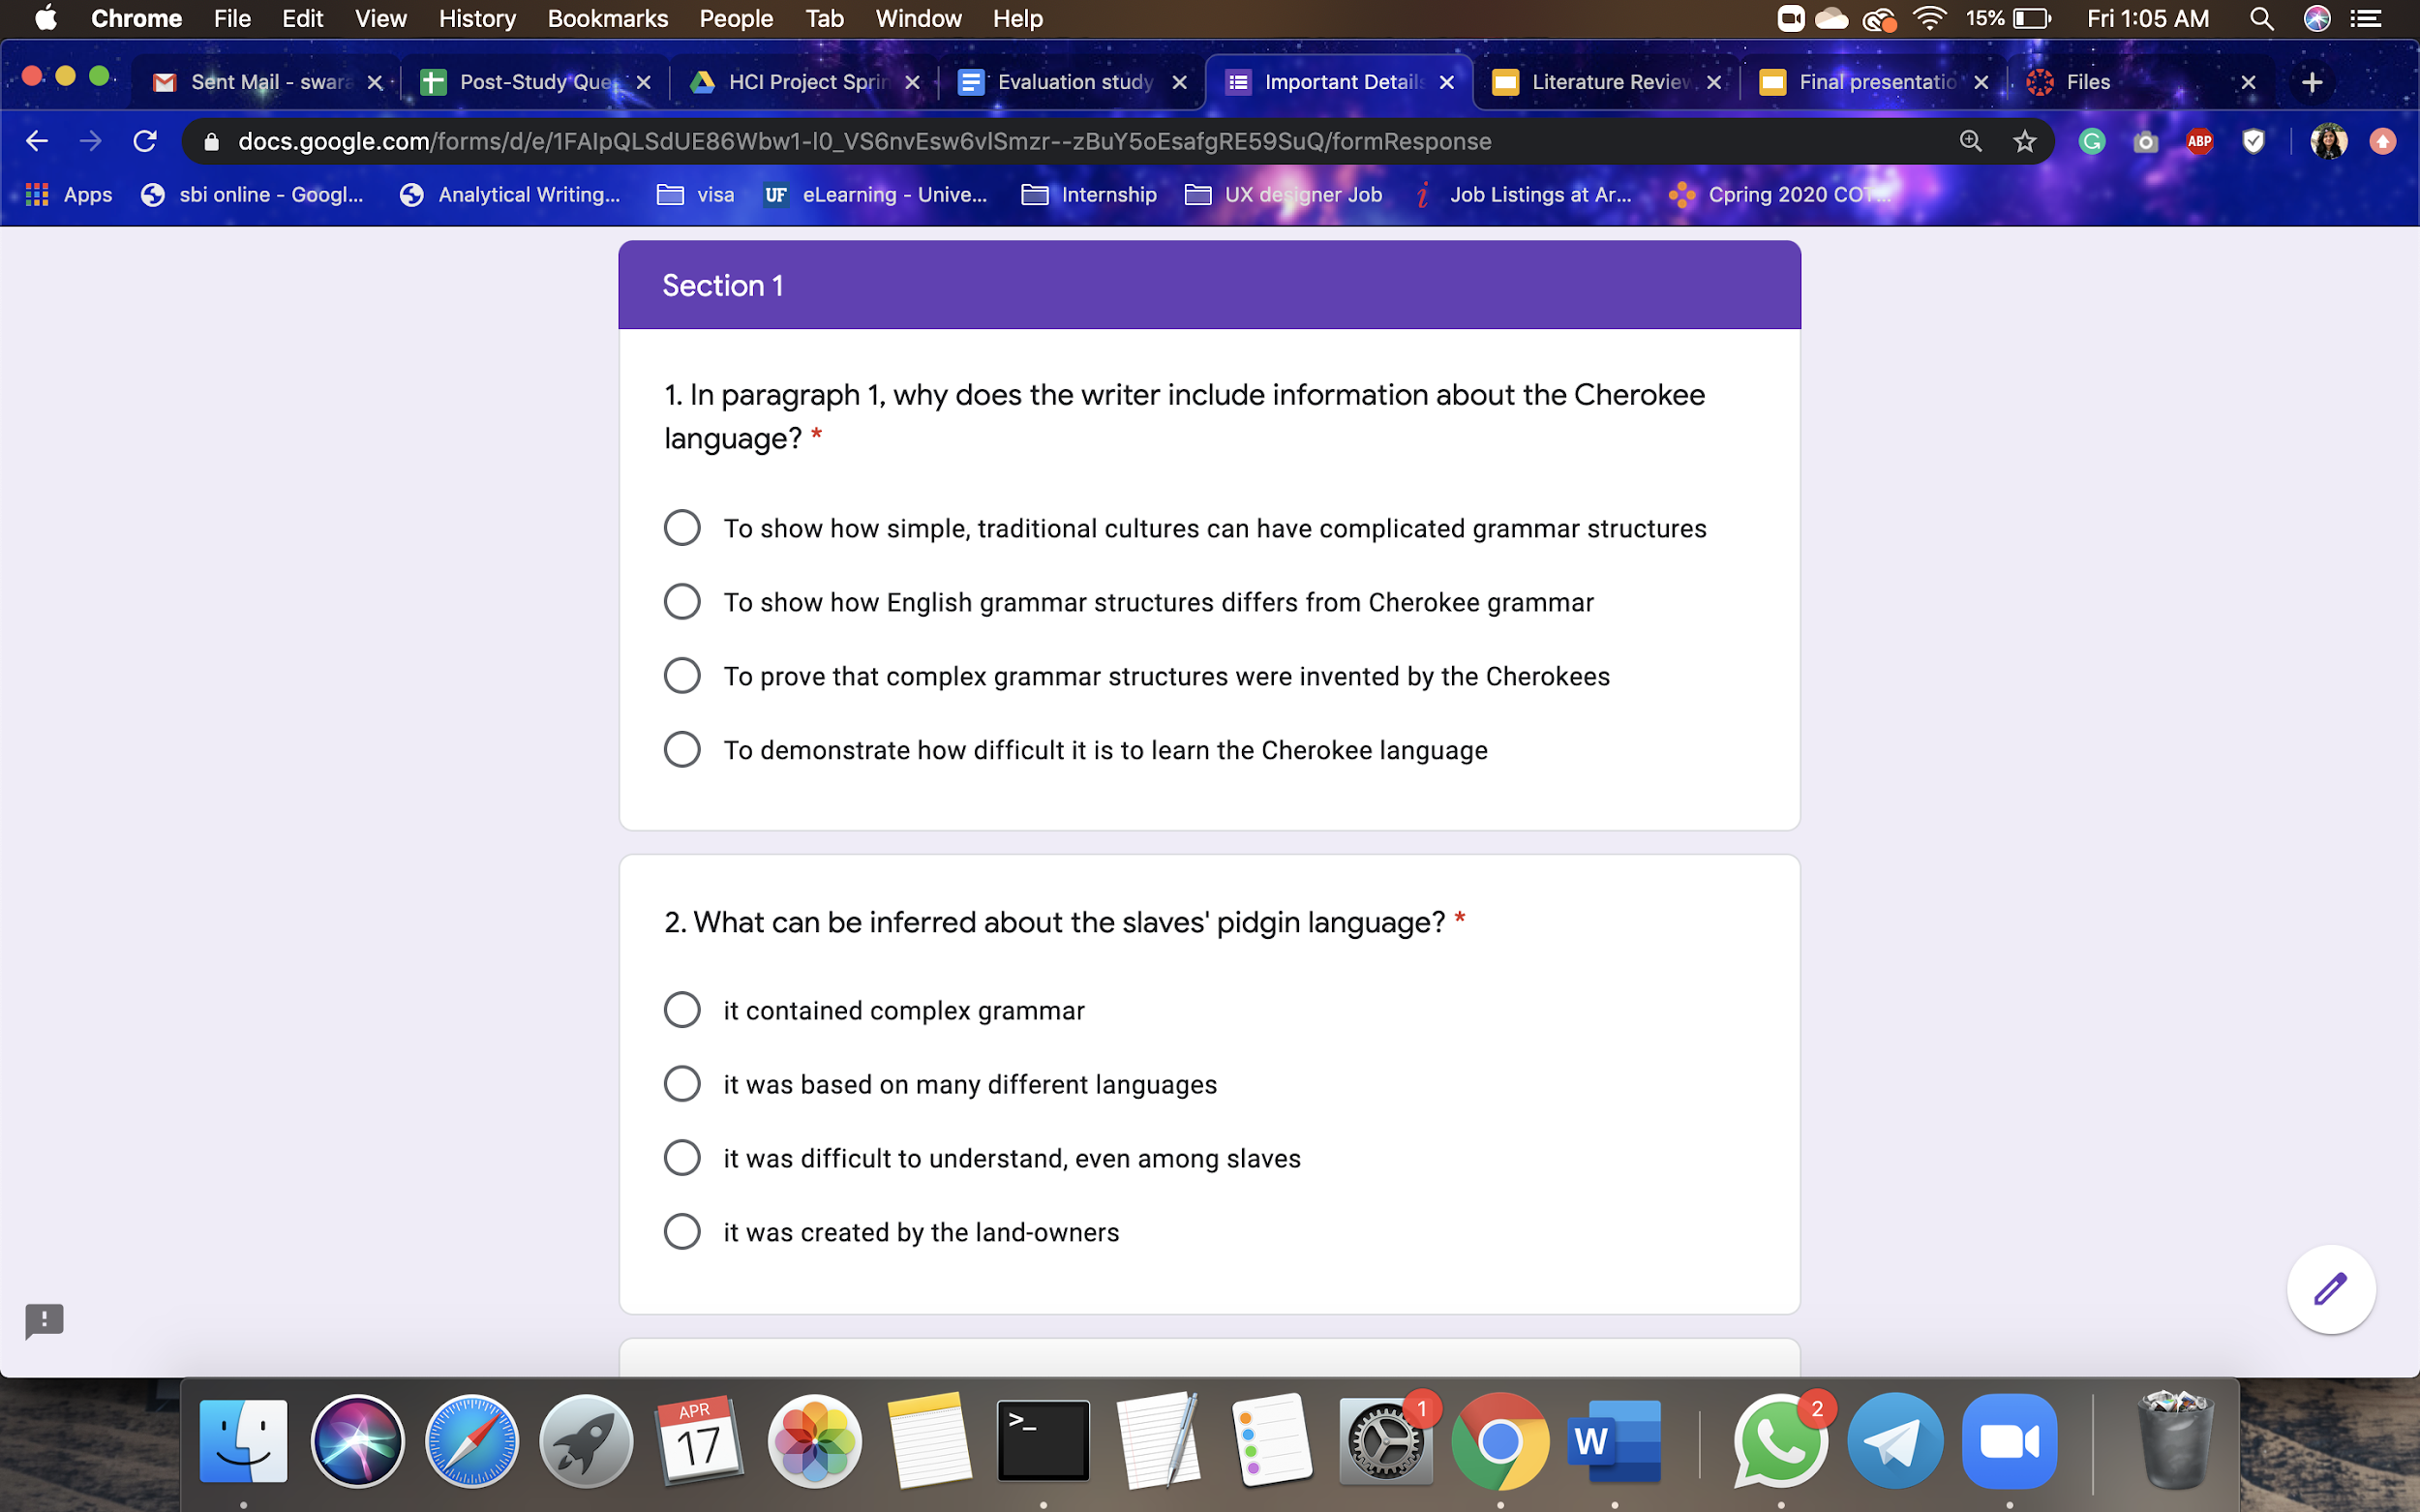 Chrome File Edit View History Bookmarks People Tab Window Help 15% Fri 1:05 AM
Sent Mail - swara Post-Study Que HCI Project Sprin Evaluation study Important Details Literature Review Final presentatio Files
docs.google.com/forms/d/e/1FAIpQLSdUE86Wbw1-I0_VS6nvEsw6vlSmzr--zBuY5oEsafgRE59SuQ/formResponse ABP
Apps sbi online - Googl... Analytical Writing... visa UF eLearning - Unive... Internship UX designer Job Job Listings at Ar... Cpring 2020 COT...
Section 1
1. In paragraph 1, why does the writer include information about the Cherokee
language? *
To show how simple, traditional cultures can have complicated grammar structures
To show how English grammar structures differs from Cherokee grammar
To prove that complex grammar structures were invented by the Cherokees
To demonstrate how difficult it is to learn the Cherokee language
2. What can be inferred about the slaves' pidgin language? *
it contained complex grammar
it was based on many different languages
it was difficult to understand, even among slaves
it was created by the land-owners
APR
17
>_
1
W
2